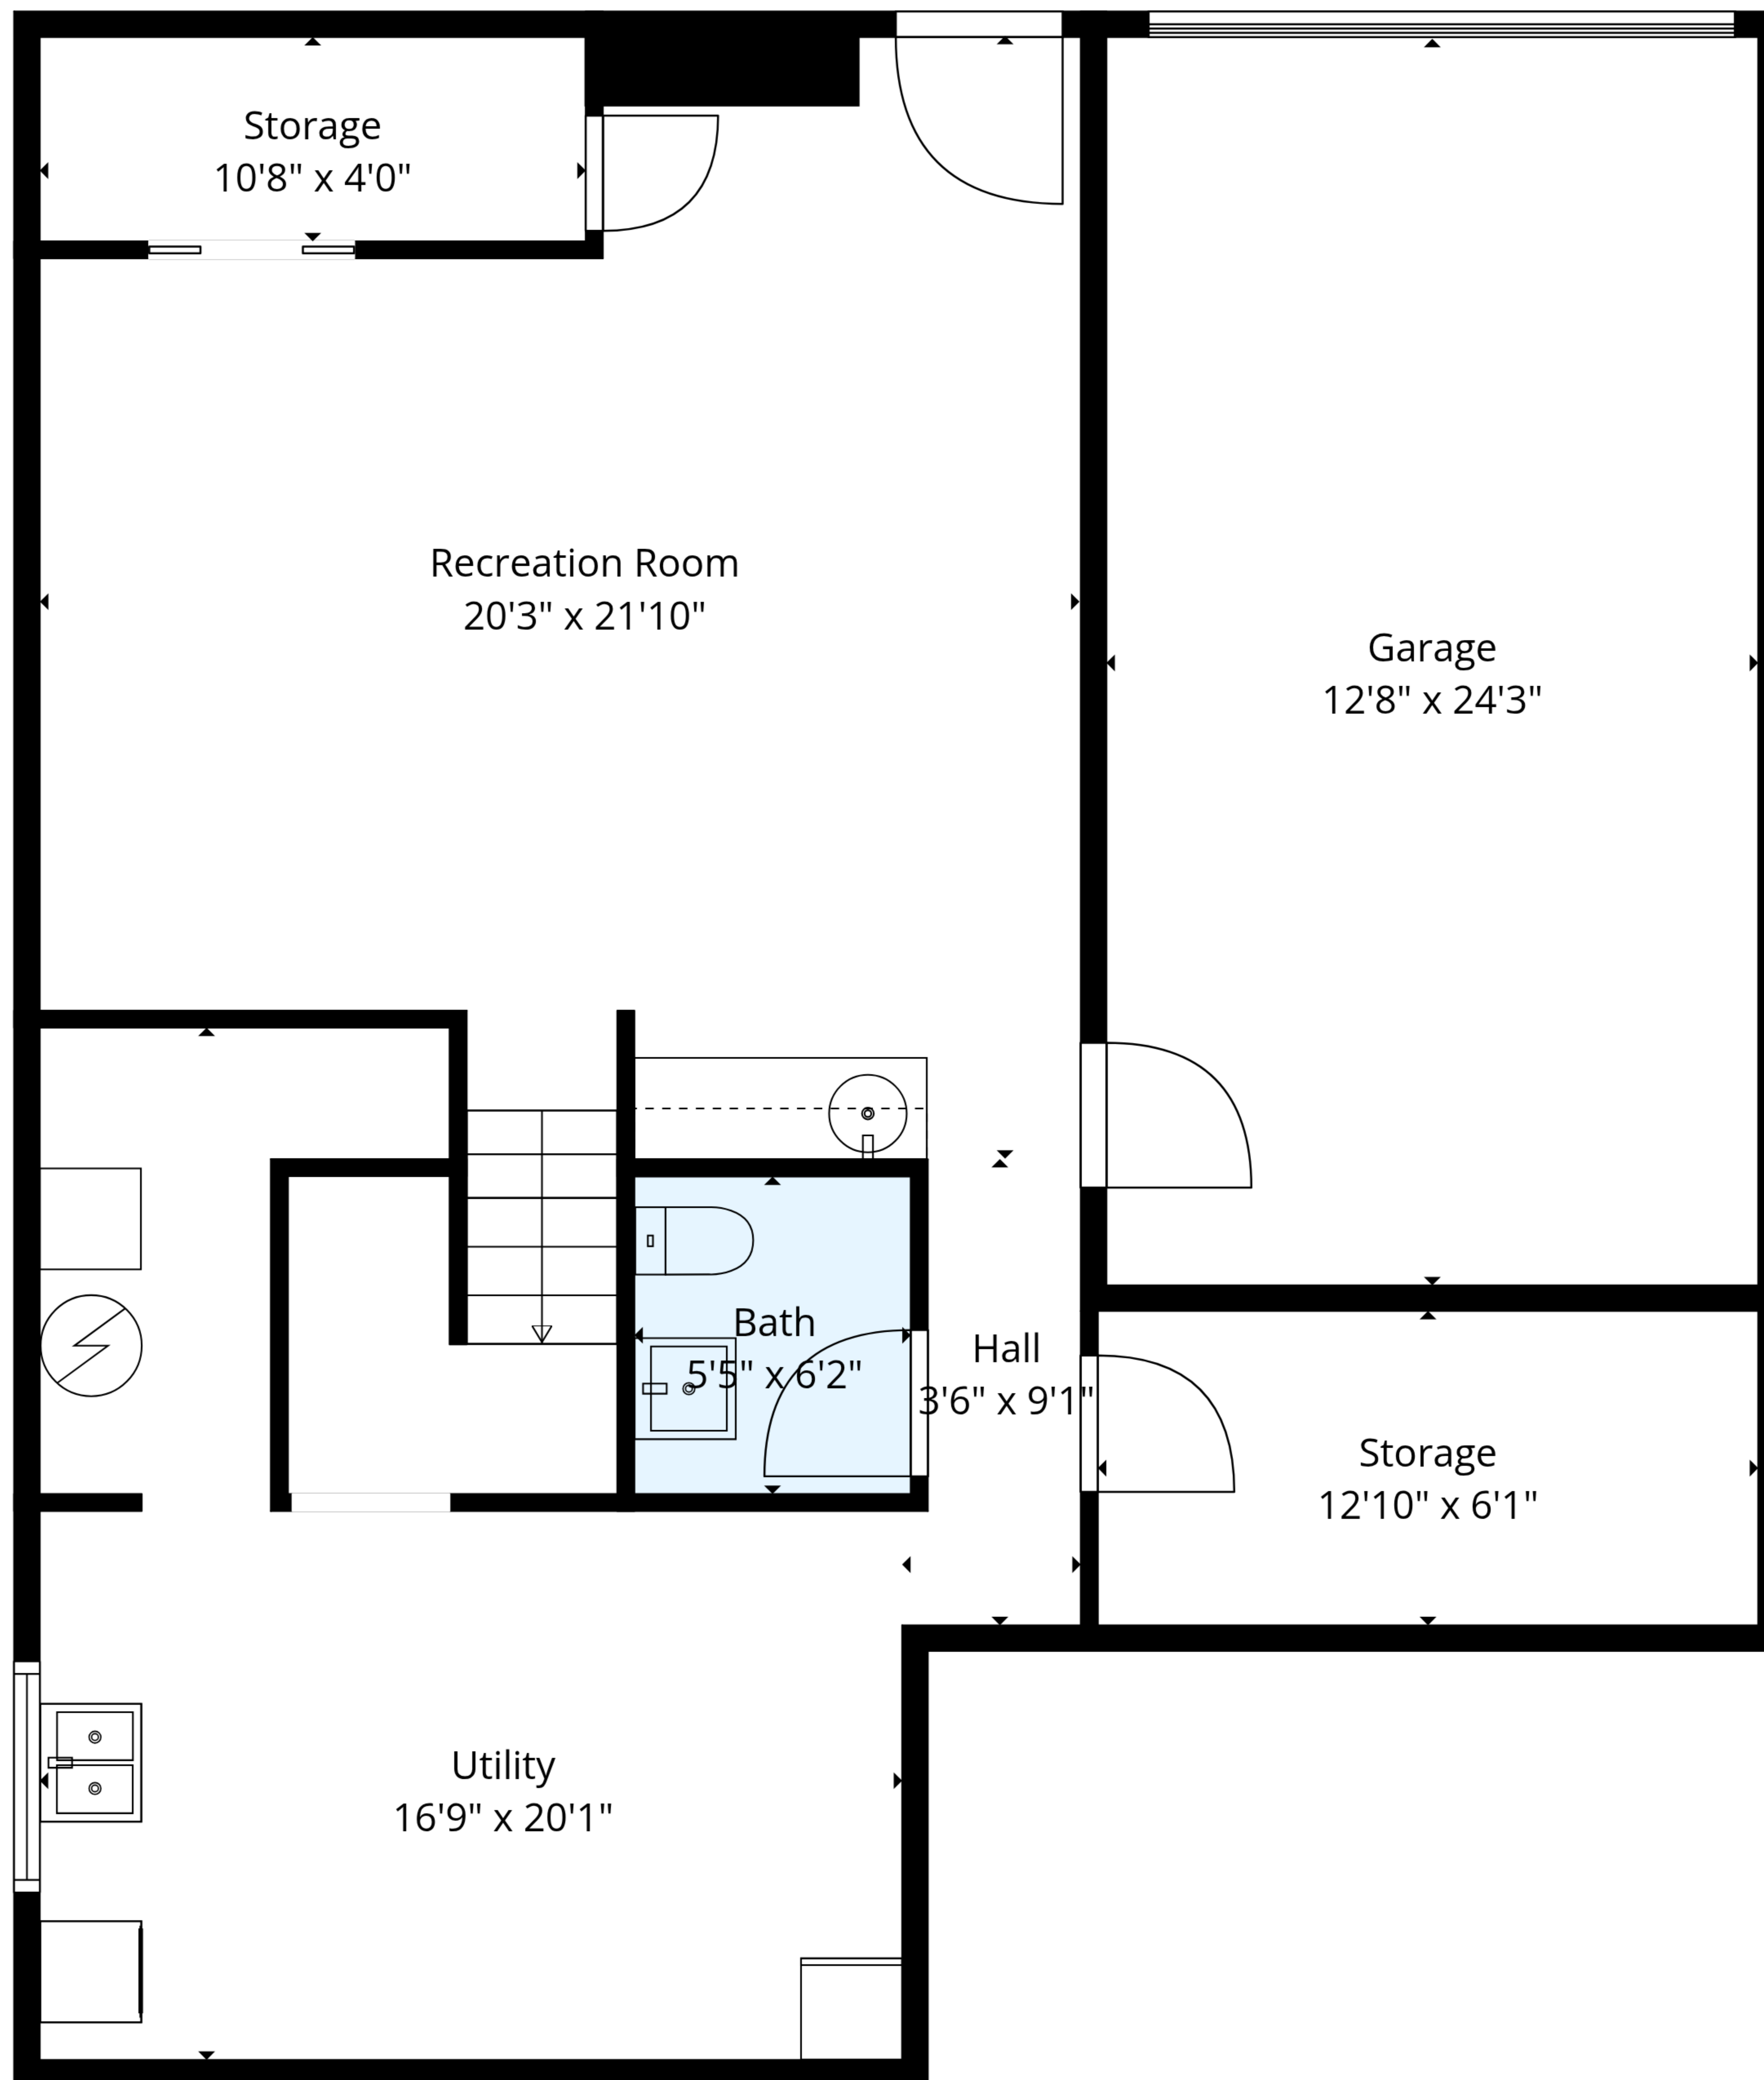 Storage
10'8" x 4'0"
Recreation Room
20'3" x 21'10"
Garage
12'8" x 24'3"
Bath
5'5" x 6'2"
Hall
3'6" x 9'1"
Storage
12'10" x 6'1"
Utility
16'9" x 20'1"